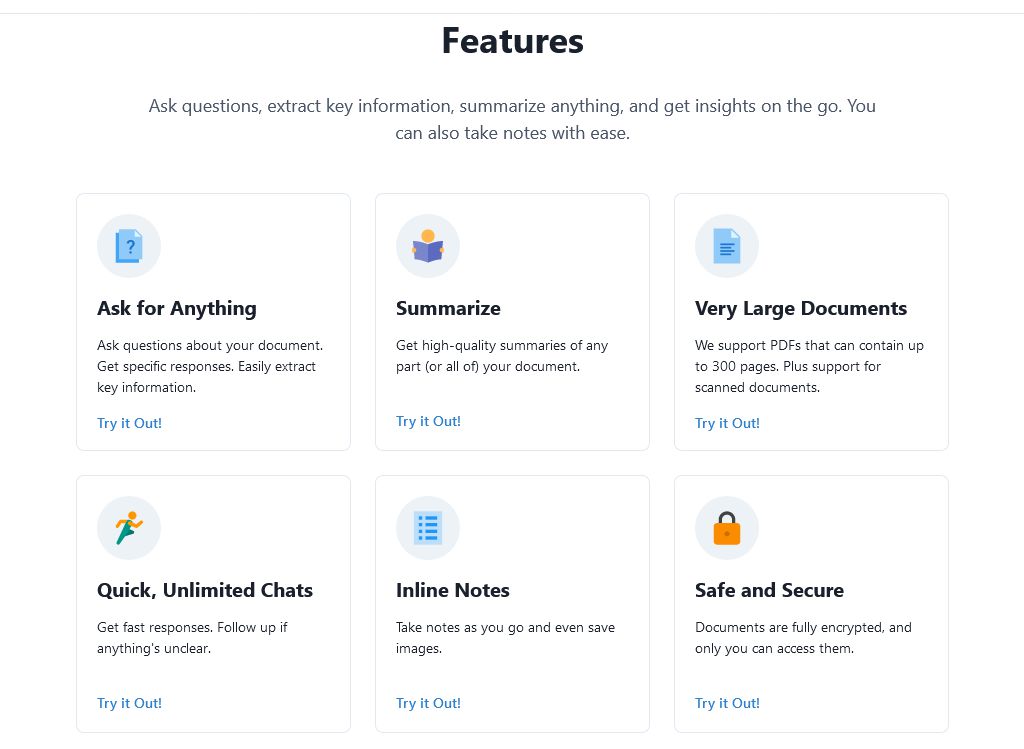 Features
Ask questions, extract key information, summarize anything, and get insights on the go. You
can also take notes with ease.
?
Ask for Anything
Ask questions about your document.
Get specific responses. Easily extract
key information.
Try it Out!
Summarize
Get high-quality summaries of any
part (or all of) your document.
Try it Out!
Very Large Documents
We support PDFs that can contain up
to 300 pages. Plus support for
scanned documents.
Try it Out!
Quick, Unlimited Chats
Get fast responses. Follow up if
anything's unclear.
Try it Out!
Inline Notes
Take notes as you go and even save
images.
Try it Out!
Safe and Secure
Documents are fully encrypted, and
only you can access them.
Try it Out!